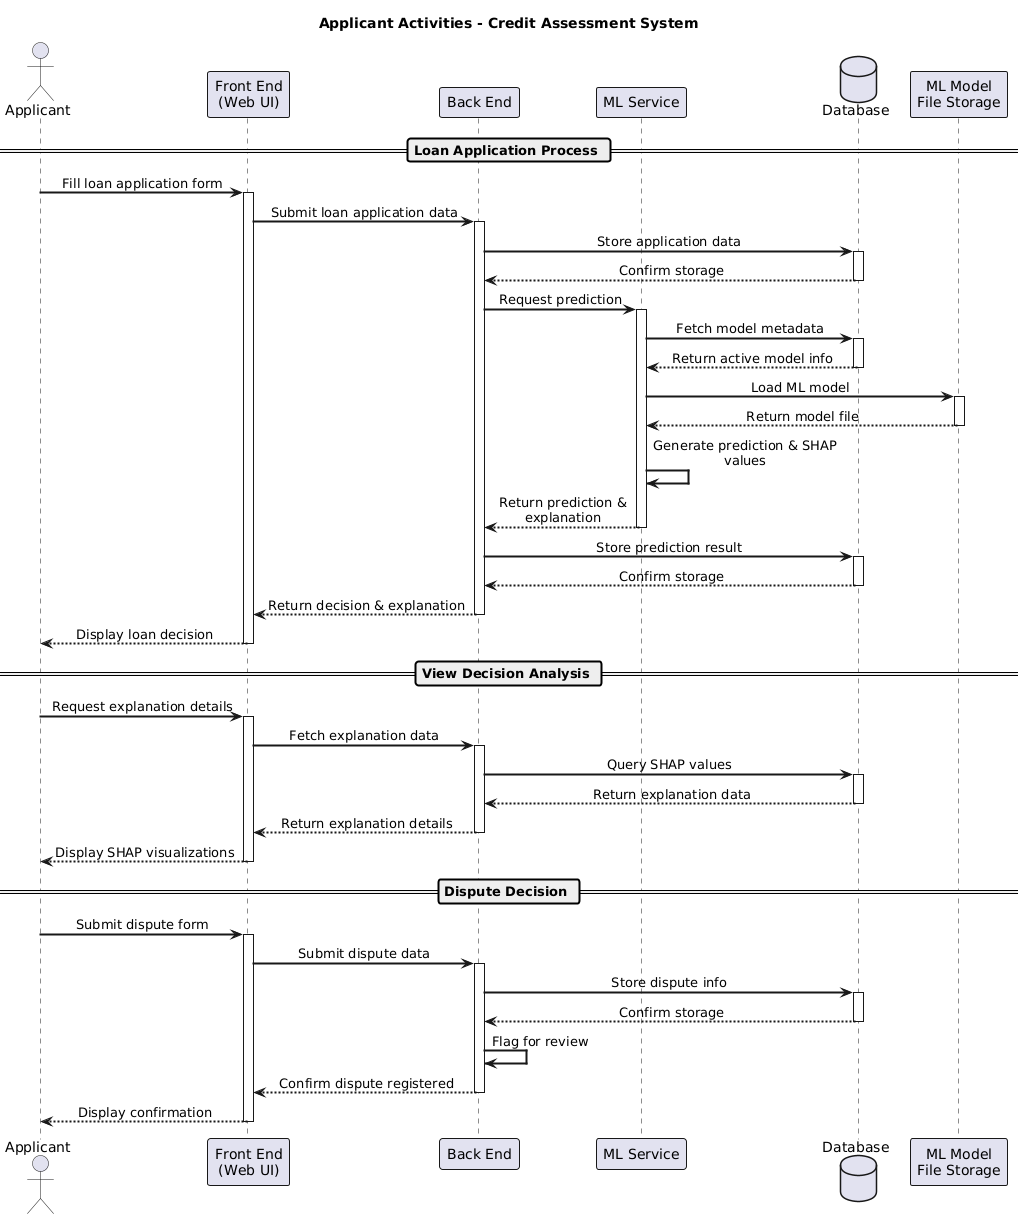 Applicant Activities - Credit Assessment System
Applicant
Front End
(Web UI)
Back End
ML Service
Database
ML Model
File Storage
Loan Application Process
Fill loan application form
Submit loan application data
Store application data
Confirm storage
Request prediction
Fetch model metadata
Return active model info
Load ML model
Return model file
Generate prediction & SHAP
values
Return prediction &
explanation
Store prediction result
Confirm storage
Return decision & explanation
Display loan decision
View Decision Analysis
Request explanation details
Fetch explanation data
Query SHAP values
Return explanation data
Return explanation details
Display SHAP visualizations
Dispute Decision
Submit dispute form
Submit dispute data
Store dispute info
Confirm storage
Flag for review
Confirm dispute registered
Display confirmation
Applicant
Front End
(Web UI)
Back End
ML Service
Database
ML Model
File Storage